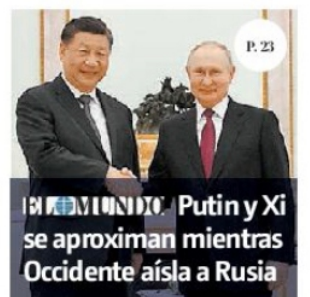 P. 23
EL MUNDO Putin y Xi
se aproximan mientras
Occidente aísla a Rusia